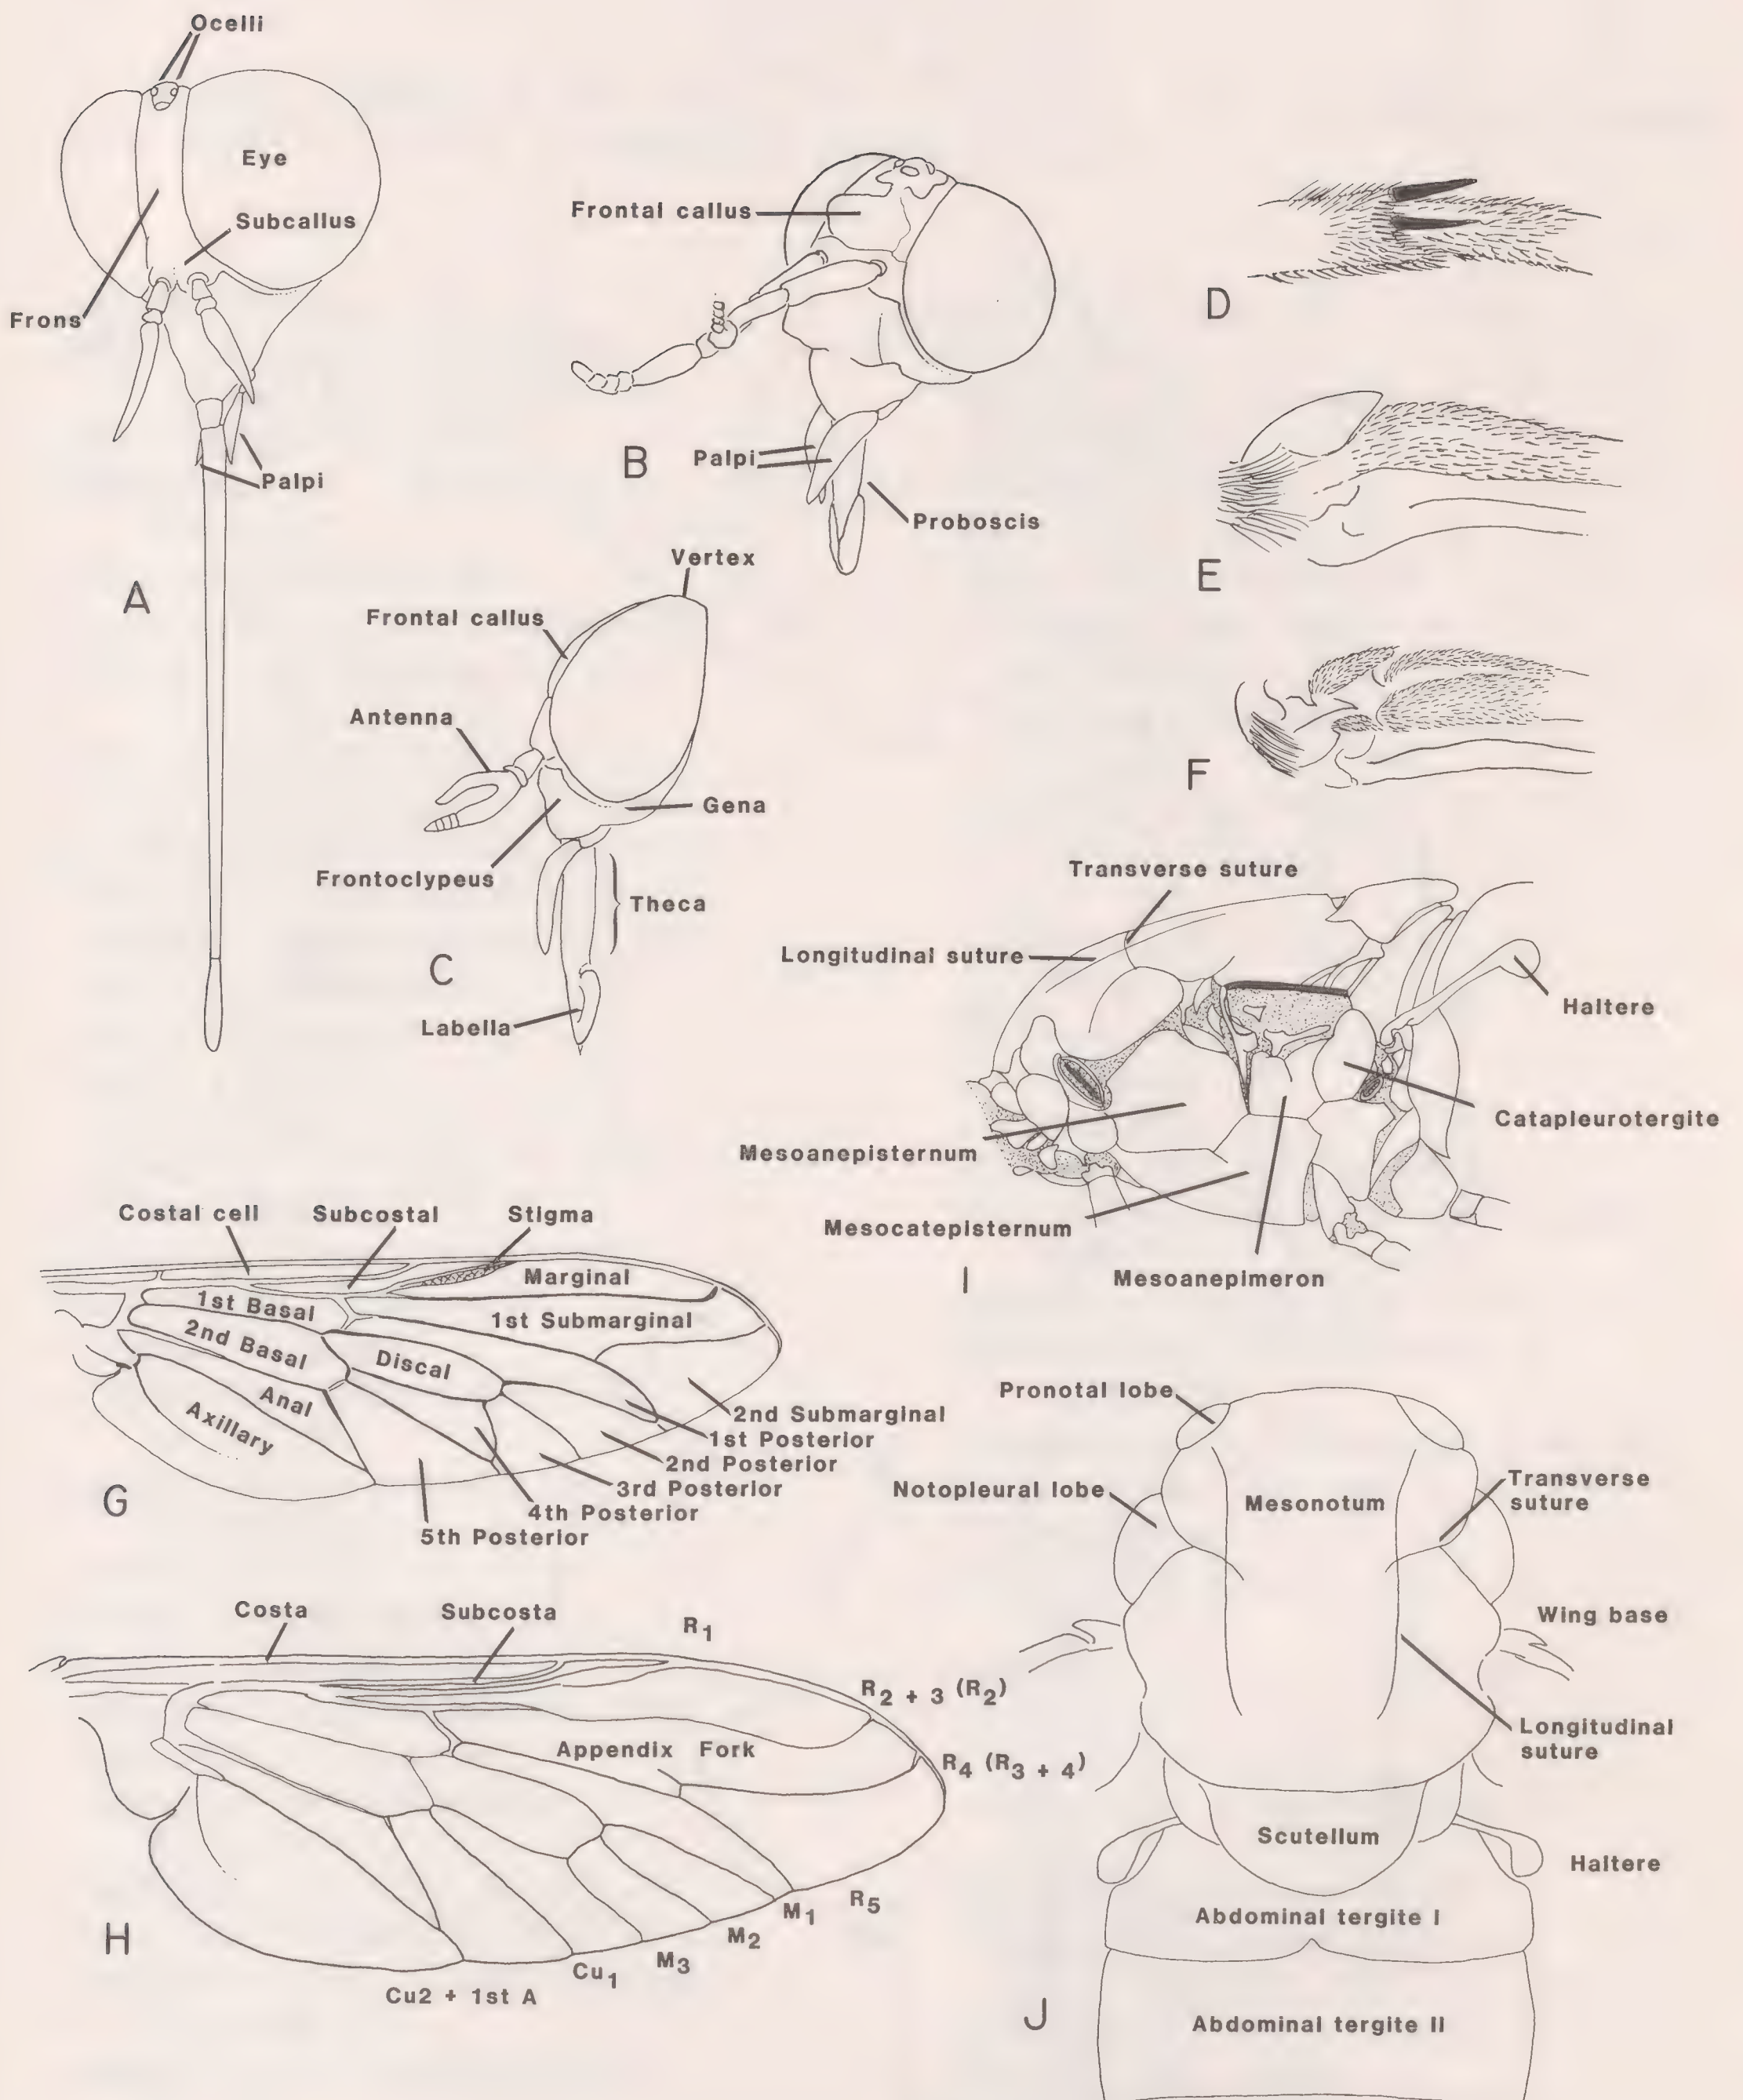 Ocelli
Eye
Subcallus
Frons
Palpi
A
Frontal callus
Palpi
Proboscis
B
Vertex
Frontal callus
Antenna
Gena
Frontoclypeus
Theca
Labella
C
D
E
F
Transverse suture
Longitudinal suture
Haltere
Catapleurotergite
Mesoanepisternum
Mesocatepisternum
Mesoanepimeron
I
Costal cell
Subcostal
Stigma
Marginal
1st Basal
1st Submarginal
2nd Basal
Discal
Anal
Axillary
2nd Submarginal
1st Posterior
2nd Posterior
3rd Posterior
4th Posterior
5th Posterior
G
Costa
Subcosta
R1
R2 + 3 (R2)
Appendix Fork
R4 (R3 + 4)
R5
M1
M2
M3
Cu1
Cu2 + 1st A
H
Pronotal lobe
Notopleural lobe
Mesonotum
Transverse
suture
Wing base
Longitudinal
suture
Scutellum
Haltere
Abdominal tergite I
Abdominal tergite II
J